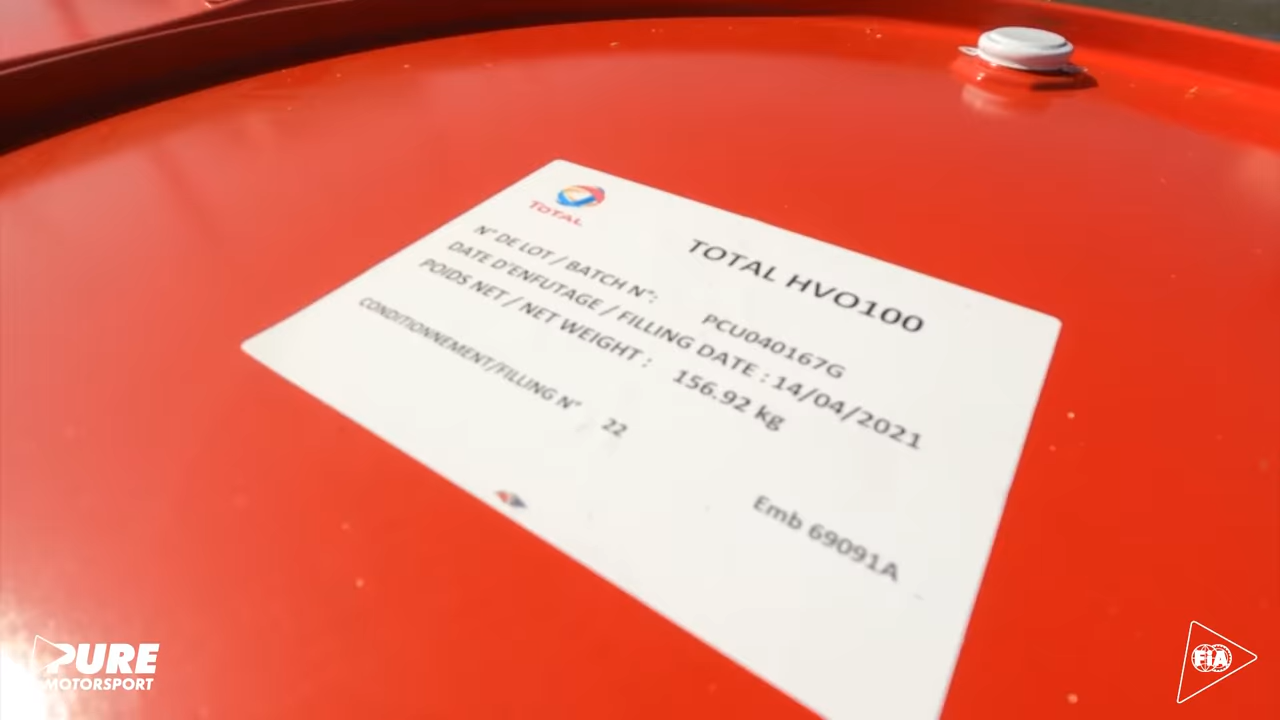 TOTAL
TOTAL HVO100
N° DE LOT / BATCH N°: PCU040167G
DATE D'ENFUTAGE / FILLING DATE : 14/04/2021
POIDS NET / NET WEIGHT : 156.92 kg
CONDITIONNEMENT/FILLING N° 22
Emb 69091A
PURE
MOTORSPORT
FIA